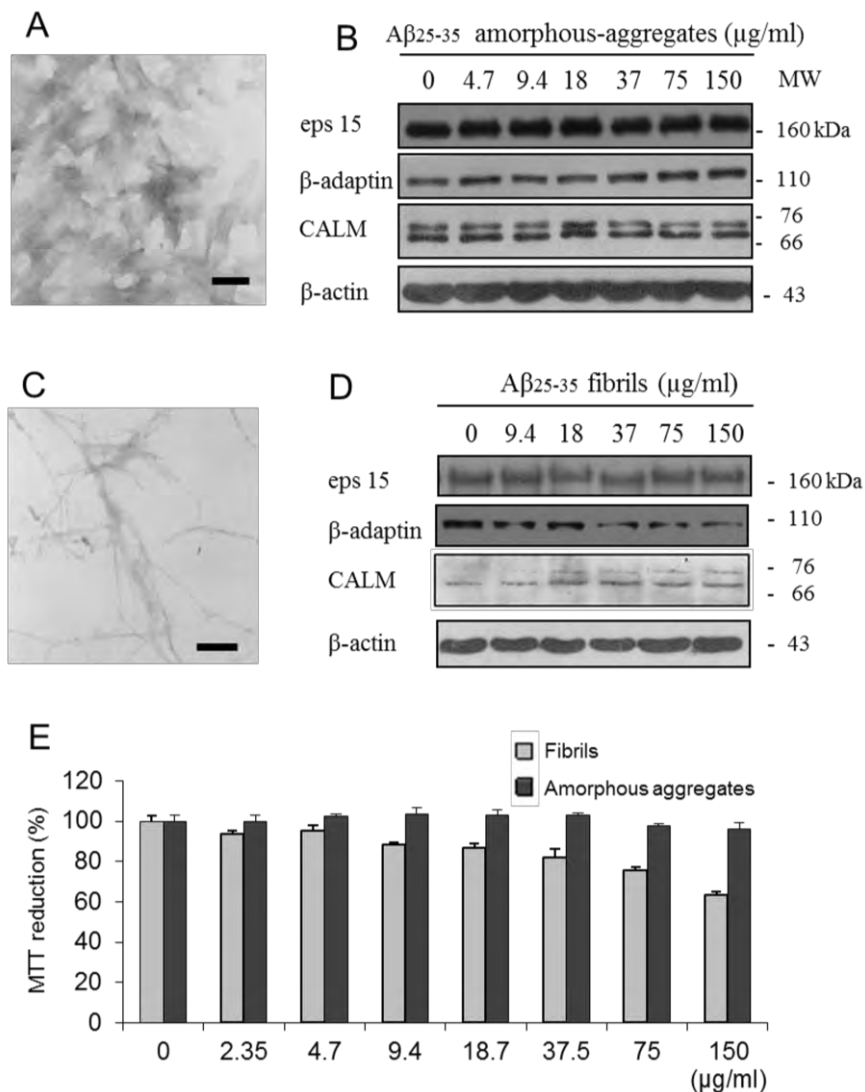 A
B
Aβ25-35 amorphous-aggregates (µg/ml)
0 4.7 9.4 18 37 75 150 MW
eps 15 - 160 kDa
β-adaptin - 110
CALM - 76
- 66
β-actin - 43
C
D
Aβ25-35 fibrils (µg/ml)
0 9.4 18 37 75 150
eps 15 - 160 kDa
β-adaptin - 110
CALM - 76
- 66
β-actin - 43
E
Fibrils
Amorphous aggregates
MTT reduction (%)
120
100
80
60
40
20
0
0 2.35 4.7 9.4 18.7 37.5 75 150
(µg/ml)